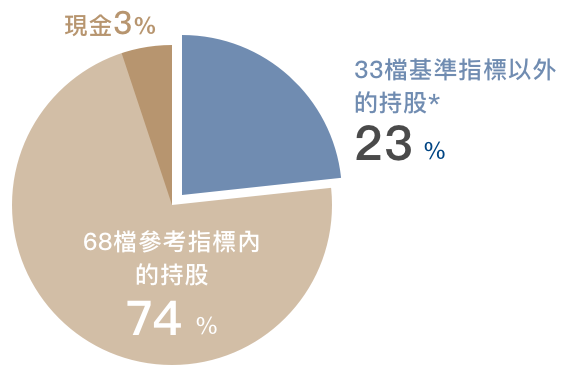 現金3%
33檔基準指標以外
的持股*
23 %
68檔參考指標內
的持股
74 %